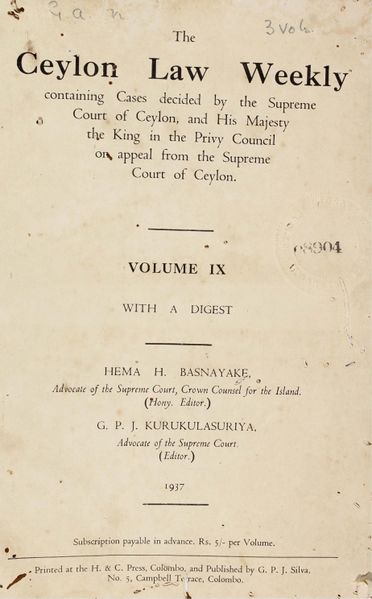 3 vol.
The
Ceylon Law Weekly
containing Cases decided by the Supreme
Court of Ceylon, and His Majesty
the King in the Privy Council
on appeal from the Supreme
Court of Ceylon.
8904
VOLUME IX
WITH A DIGEST
HEMA H. BASNAYAKE,
Advocate of the Supreme Court, Crown Counsel for the Island.
(Hony. Editor.)
G. P. J. KURUKULASURIYA,
Advocate of the Supreme Court.
(Editor.)
1937
Subscription payable in advance. Rs. 5/- per Volume.
Printed at the H. & C. Press, Colombo, and Published by G. P. J. Silva,
No. 5, Campbell Terrace, Colombo.